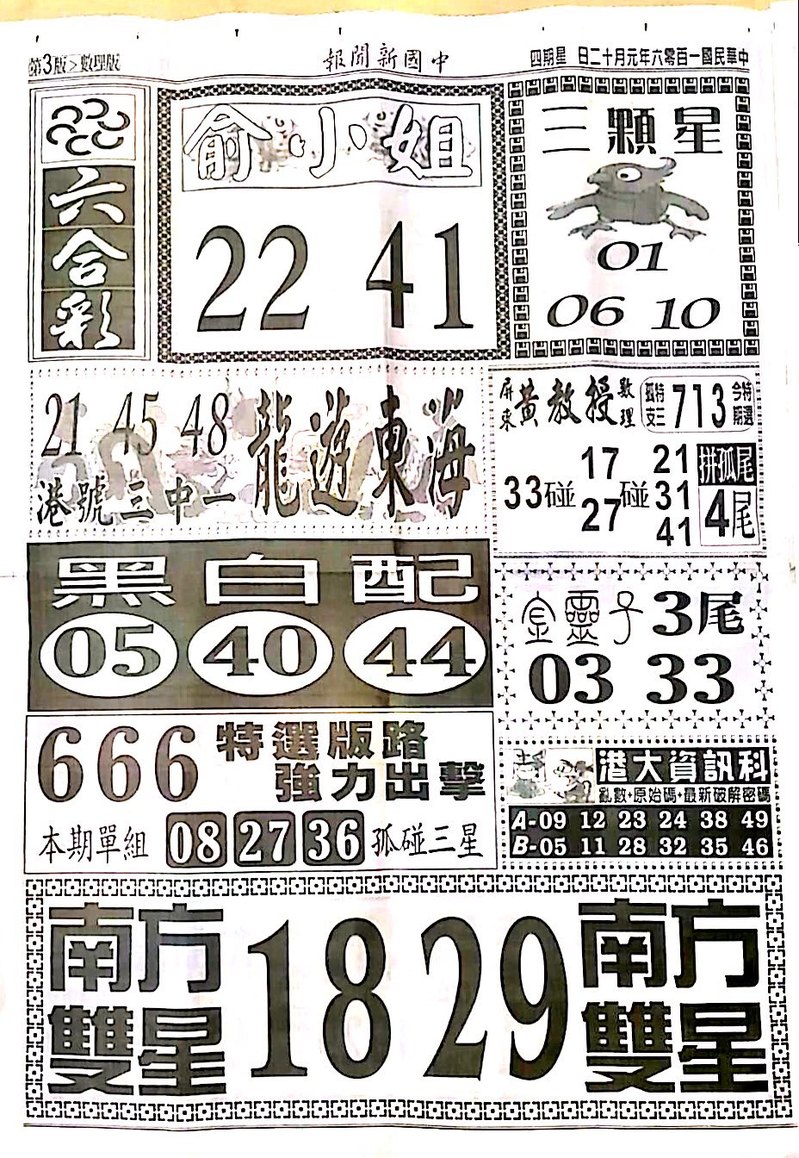 第3版>數理版
報聞新國中
四期星 日二十月元年六零百一國民華中
六合彩
俞小姐
22 41
三顆星
01
06 10
21 45 48 龍遊東海
港號三中一
屏東黃教授數理
孤支 特三 713 今期 特選
33碰 17 27 碰 21 31 41
拼孤尾
4尾
黑白配
05 40 44
金靈子 3尾
03 33
666 特選版路
強力出擊
本期單組 08 27 36 孤碰三星
港大資訊科
亂數+原始碼+最新破解密碼
A-09 12 23 24 38 49
B-05 11 28 32 35 46
南方雙星
18 29
南方雙星